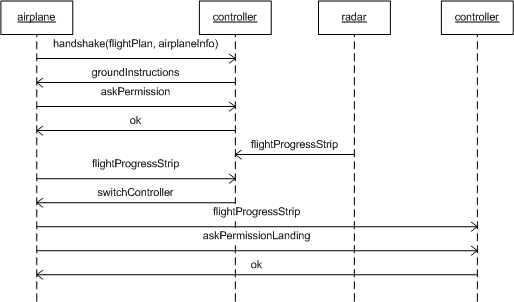 airplane controller radar controller
handshake(flightPlan, airplaneInfo)
groundInstructions
askPermission
ok
flightProgressStrip
flightProgressStrip
switchController
flightProgressStrip
askPermissionLanding
ok